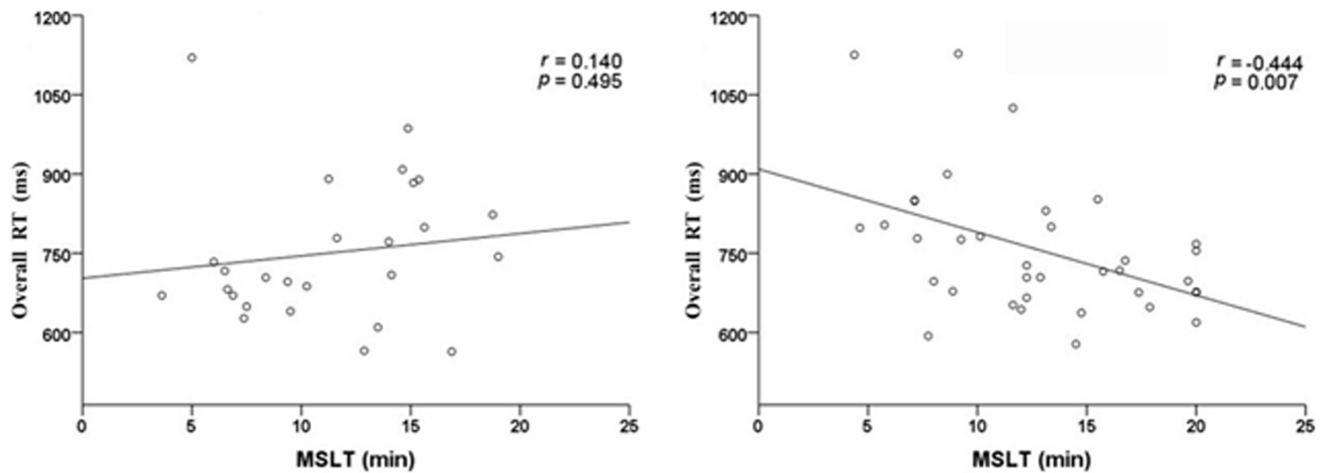 1200
1050
900
750
600
Overall RT (ms)
r = 0.140
p = 0.495
0 5 10 15 20 25
MSLT (min)
1200
1050
900
750
600
Overall RT (ms)
r = -0.444
p = 0.007
0 5 10 15 20 25
MSLT (min)